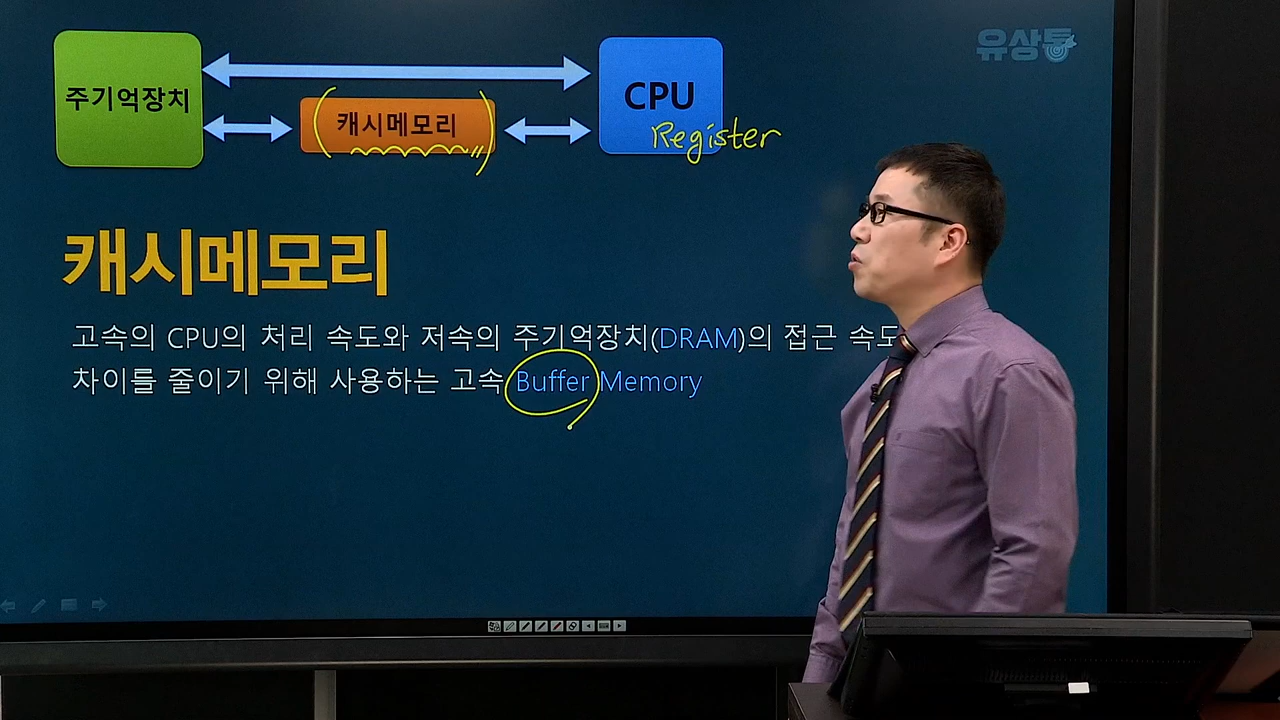 유상통
주기억장치
캐시메모리
CPU
Register
캐시메모리
고속의 CPU의 처리 속도와 저속의 주기억장치(DRAM)의 접근 속도
차이를 줄이기 위해 사용하는 고속 Buffer Memory